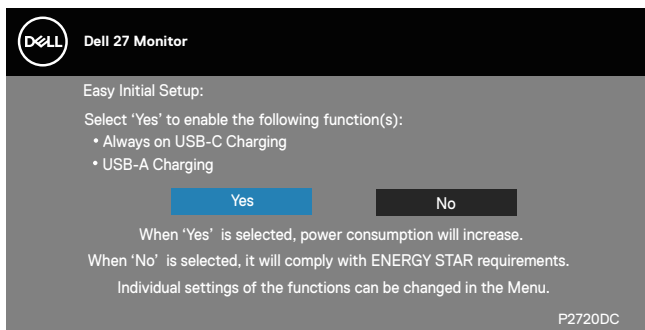 DELL
Dell 27 Monitor
Easy Initial Setup:
Select ‘Yes’ to enable the following function(s):
• Always on USB-C Charging
• USB-A Charging
Yes No
When ‘Yes’ is selected, power consumption will increase.
When ‘No’ is selected, it will comply with ENERGY STAR requirements.
Individual settings of the functions can be changed in the Menu.
P2720DC